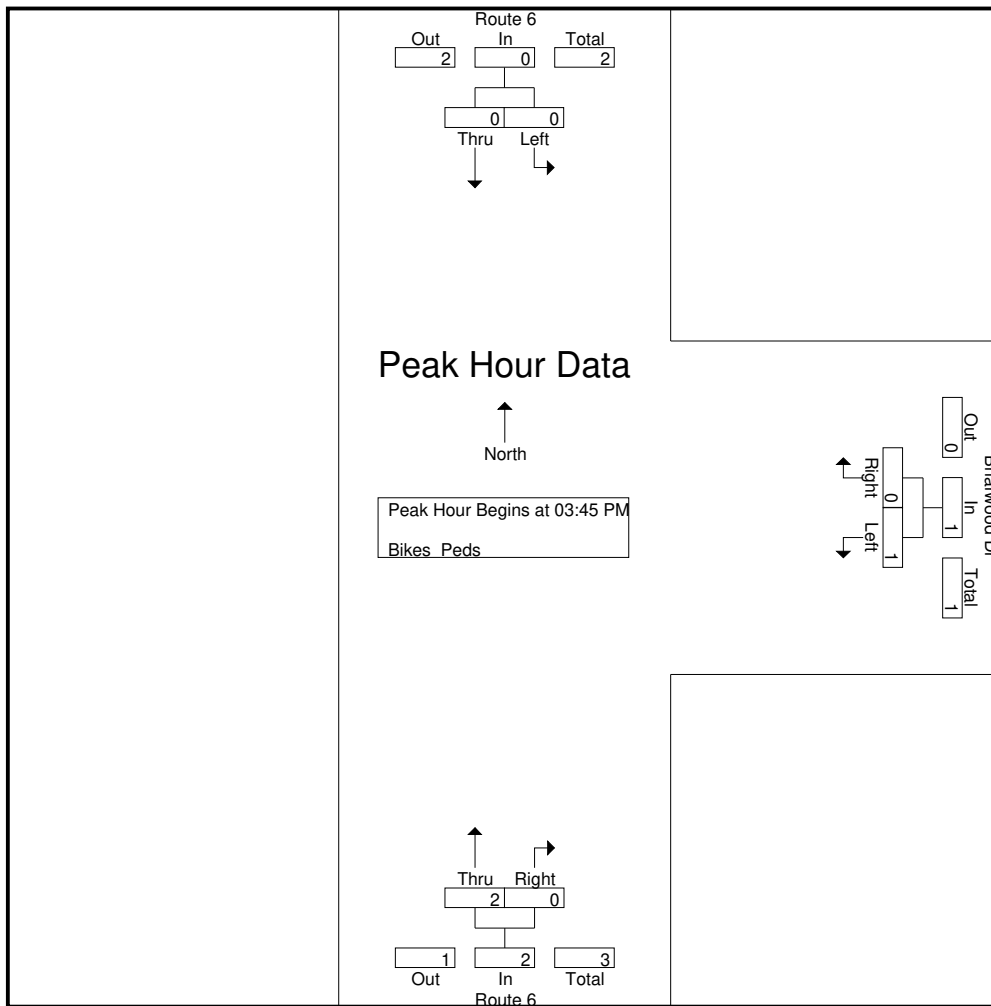 Route 6
Out In Total
2 0 2
0 0
Thru Left
Peak Hour Data
North
Peak Hour Begins at 03:45 PM
Bikes Peds
Out In Total
0 1 1
0 1
Right Left
Thru Right
2 0
1 2 3
Out In Total
Route 6